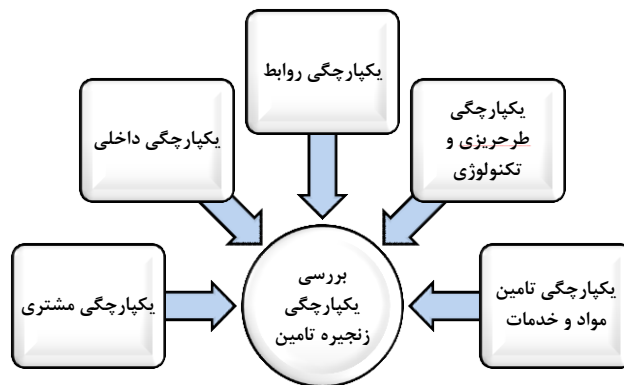 یکپارچگی روابط
یکپارچگی
طرحریزی و
تکنولوژی
یکپارچگی داخلی
یکپارچگی تامین
مواد و خدمات
بررسی
یکپارچگی
زنجیره تامین
یکپارچگی مشتری